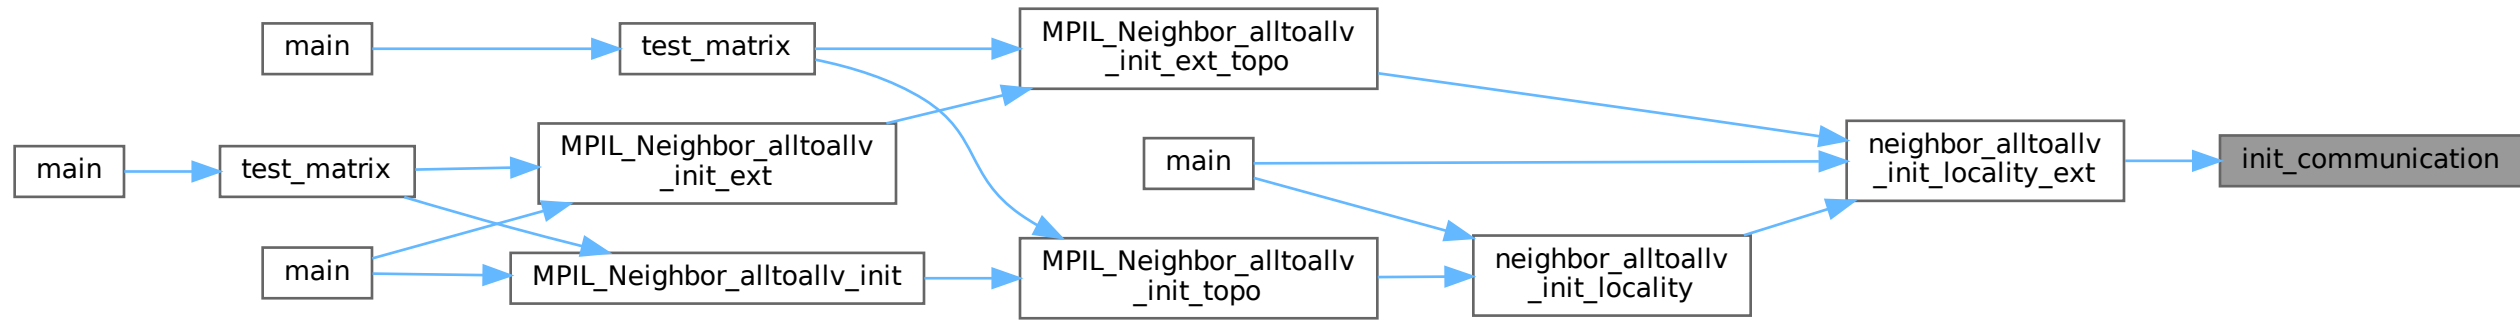 main
test_matrix
MPIL_Neighbor_alltoallv
_init_ext_topo
main
test_matrix
MPIL_Neighbor_alltoallv
_init_ext
main
neighbor_alltoallv
_init_locality_ext
init_communication
main
MPIL_Neighbor_alltoallv_init
MPIL_Neighbor_alltoallv
_init_topo
neighbor_alltoallv
_init_locality